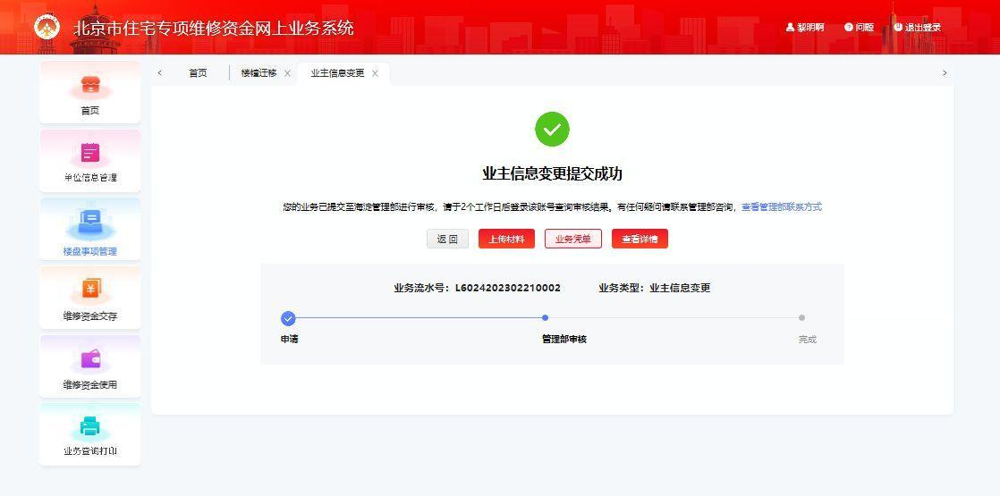 北京市住宅专项维修资金网上业务系统
黎明啊 问题 退出登录
首页 楼幢迁移 业主信息变更
首页
单位信息管理
楼盘事项管理
维修资金交存
维修资金使用
业务查询打印
业主信息变更提交成功
您的业务已提交至海淀管理部进行审核，请于2个工作日后登录该账号查询审核结果。有任何疑问请联系管理部咨询，查看管理部联系方式
返回 上传材料 业务凭单 查看详情
业务流水号：L6024202302210002 业务类型：业主信息变更
申请 管理部审核 完成